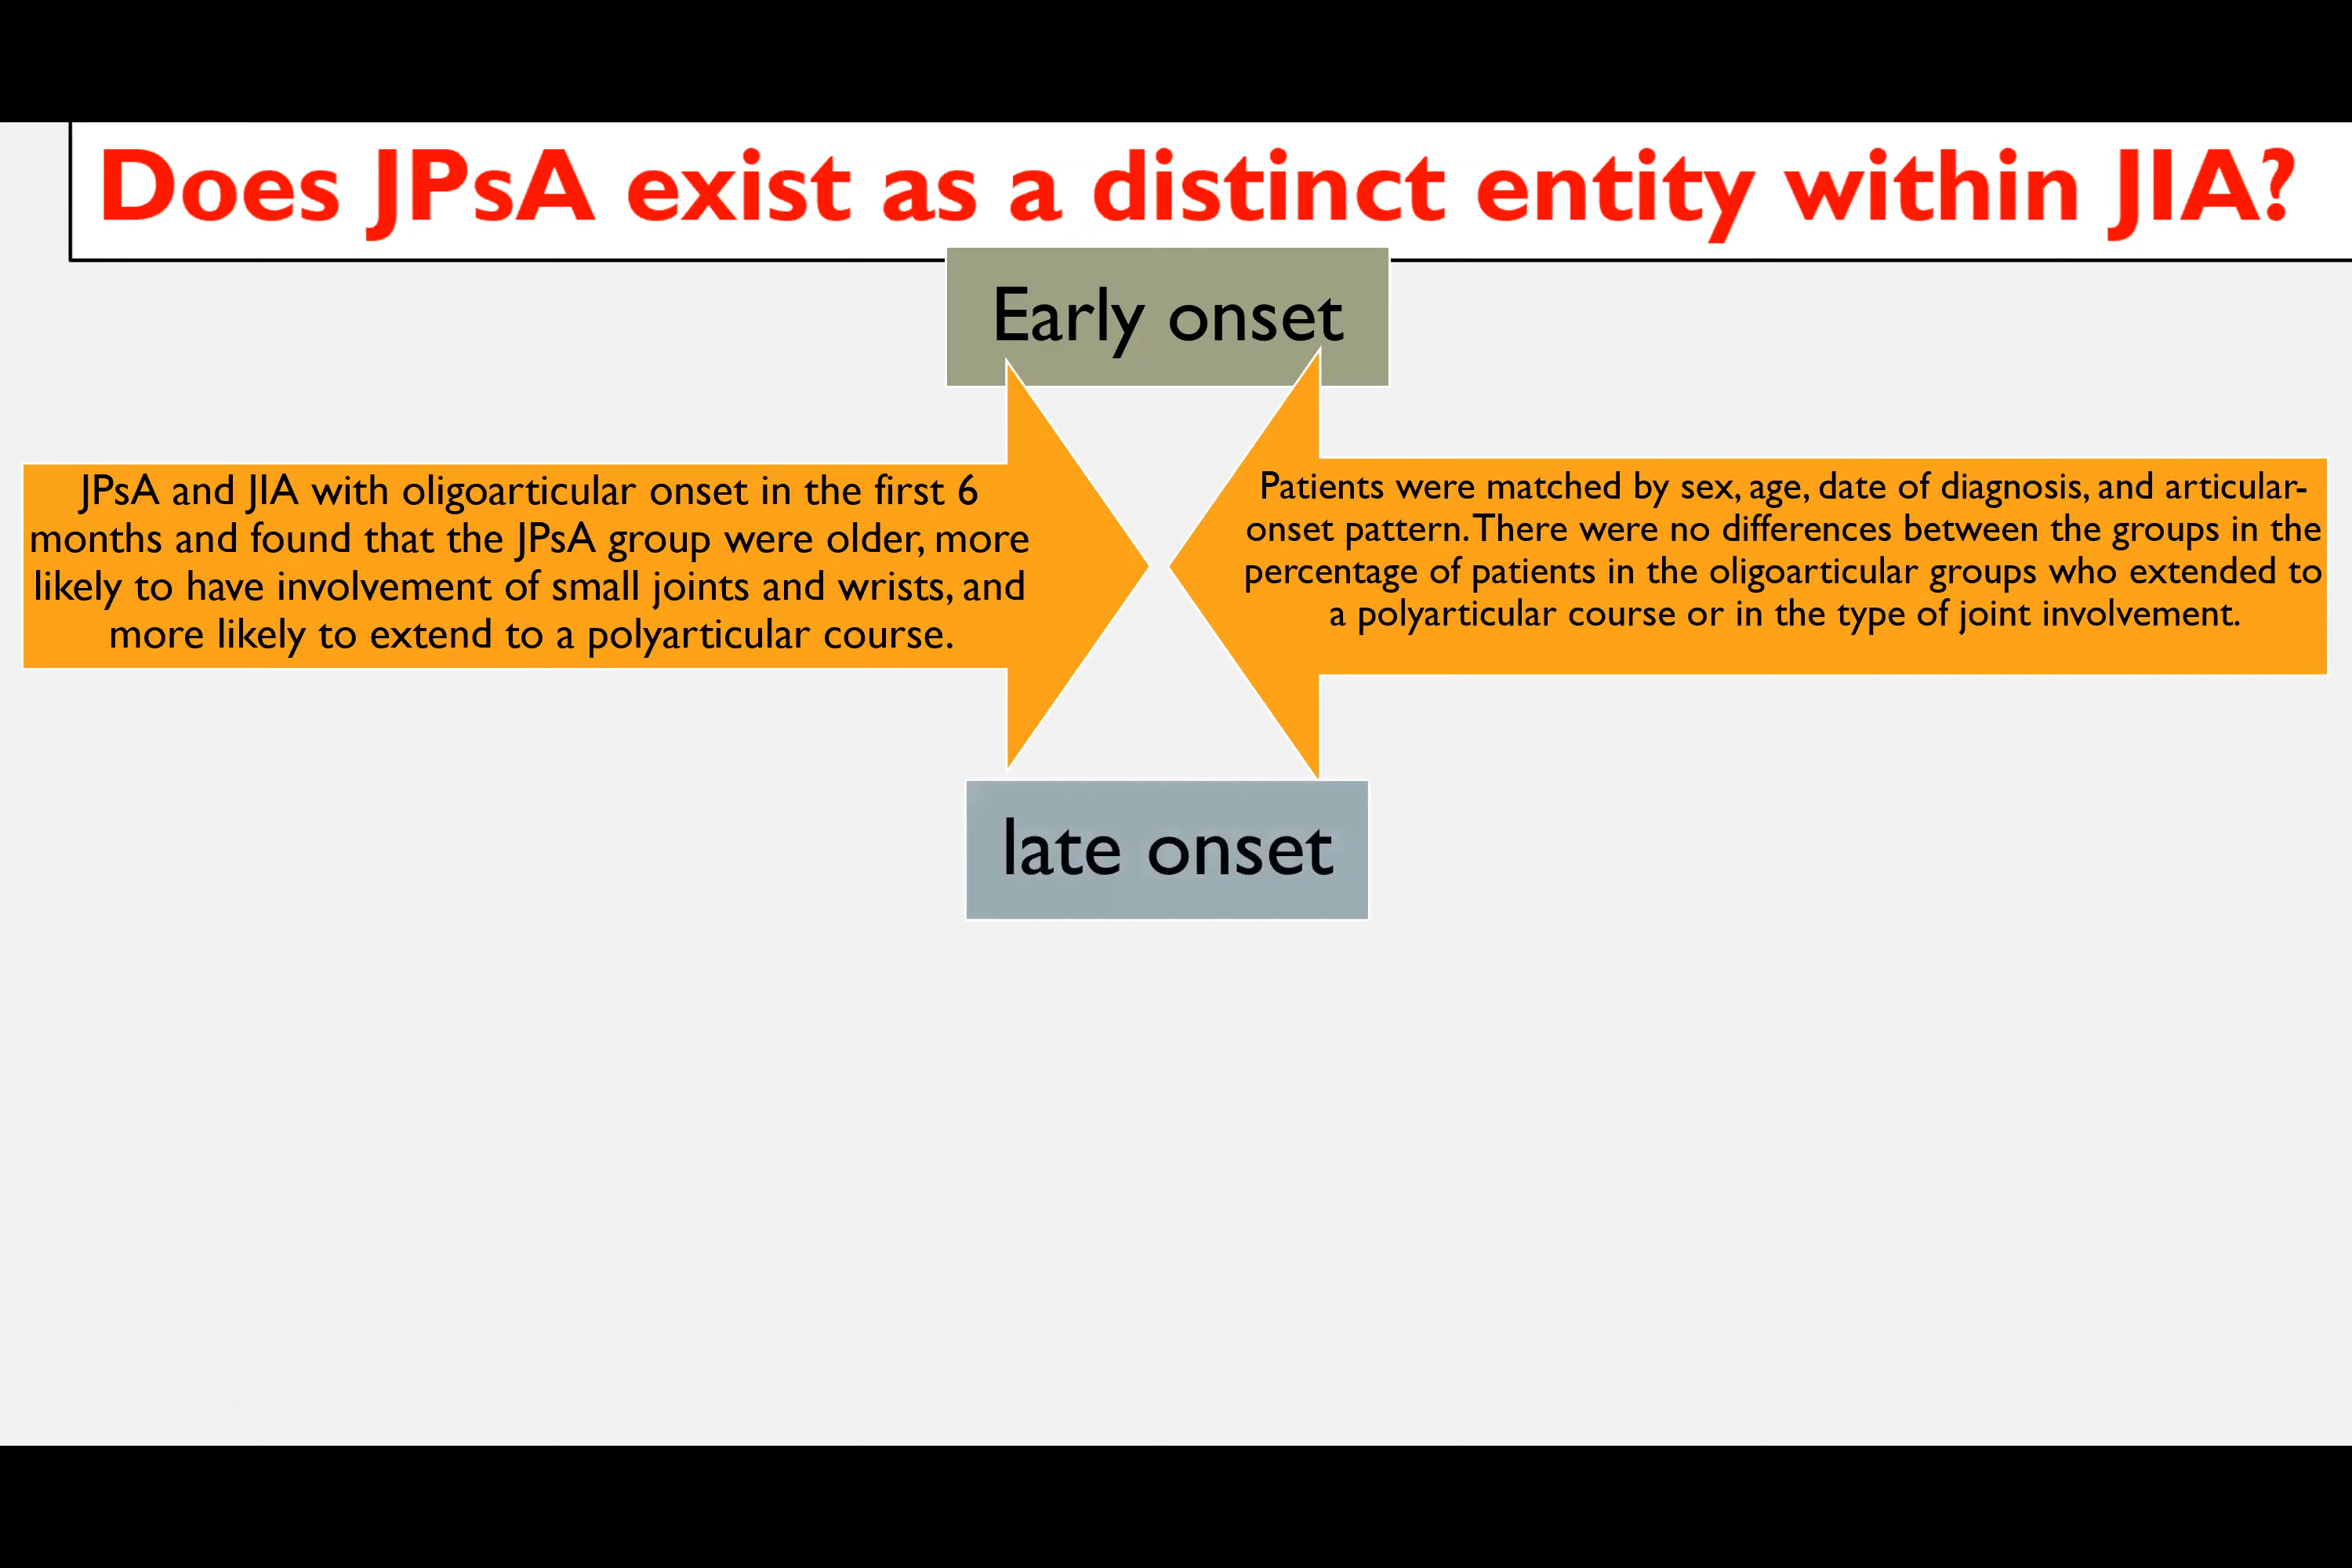 Does JPsA exist as a distinct entity within JIA?
Early onset
JPsA and JIA with oligoarticular onset in the first 6
months and found that the JPsA group were older, more
likely to have involvement of small joints and wrists, and
more likely to extend to a polyarticular course.
Patients were matched by sex, age, date of diagnosis, and articular-
onset pattern. There were no differences between the groups in the
percentage of patients in the oligoarticular groups who extended to
a polyarticular course or in the type of joint involvement.
late onset